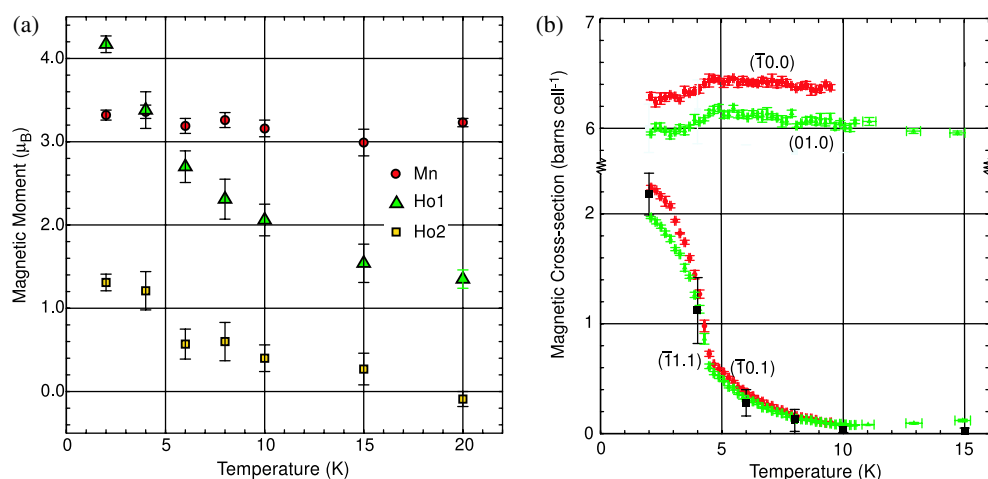 (a)
Magnetic Moment (μB)
4.0
3.0
2.0
1.0
0.0
Mn
Ho1
Ho2
0
5
10
15
20
Temperature (K)
(b)
Magnetic Cross-section (barns cell-1)
7
6
2
1
0
(1̄0.0)
(01.0)
(1̄1.1)
(1̄0.1)
0
5
10
15
Temperature (K)